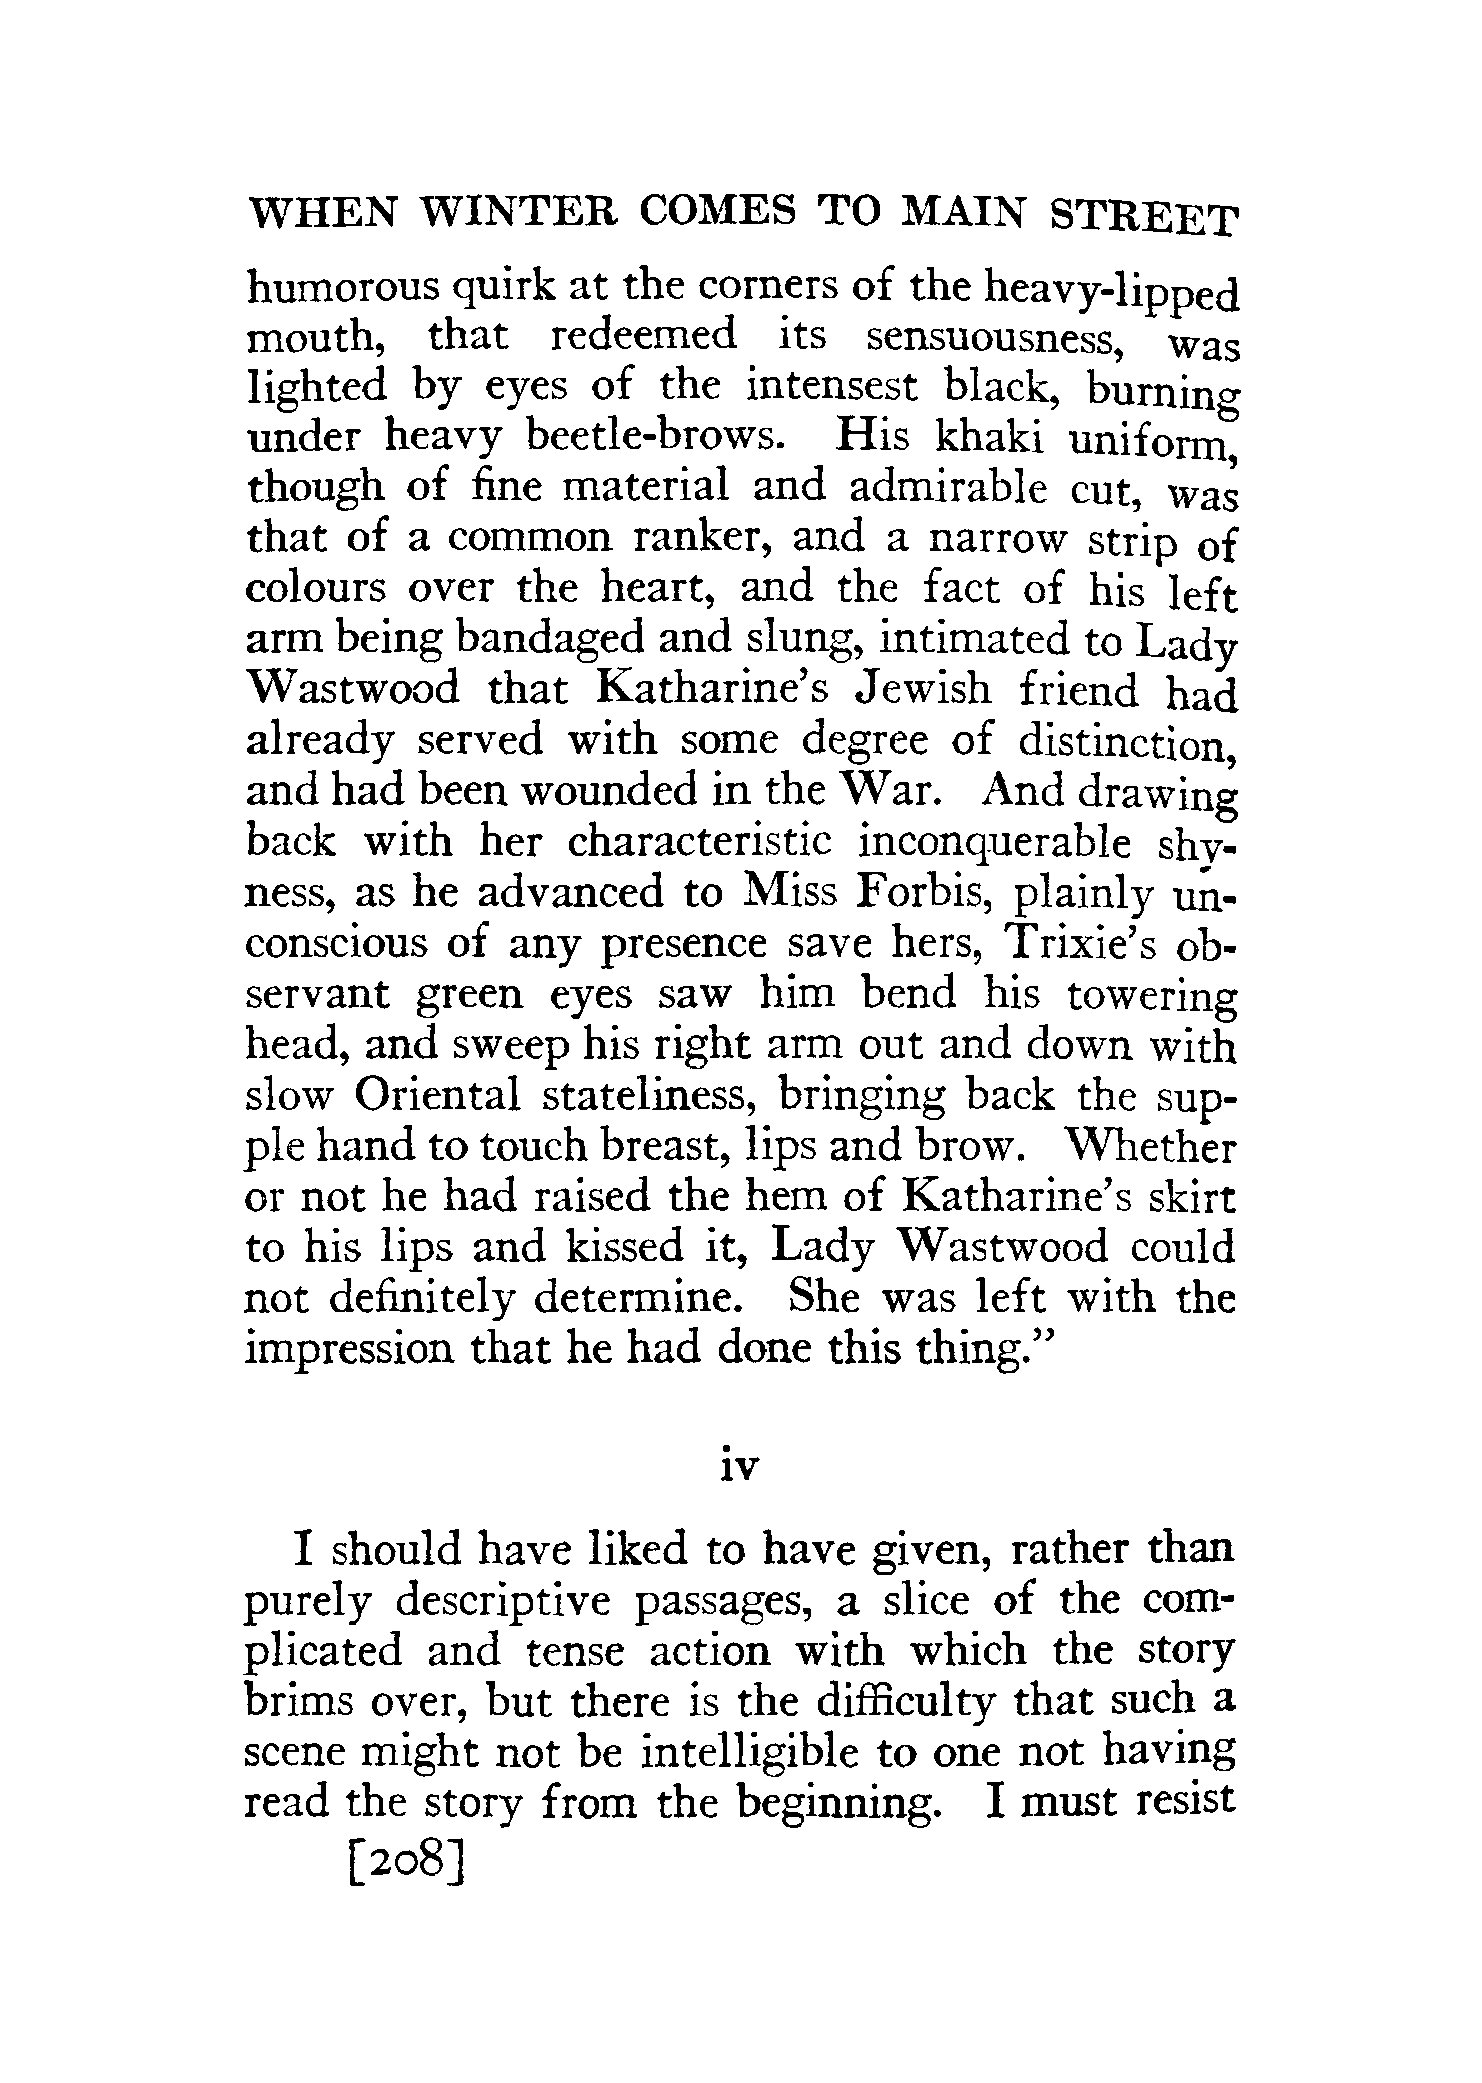 WHEN WINTER COMES TO MAIN STREET
humorous quirk at the corners of the heavy-lipped
mouth, that redeemed its sensuousness, was
lighted by eyes of the intensest black, burning
under heavy beetle-brows. His khaki uniform,
though of fine material and admirable cut, was
that of a common ranker, and a narrow strip of
colours over the heart, and the fact of his left
arm being bandaged and slung, intimated to Lady
Wastwood that Katharine's Jewish friend had
already served with some degree of distinction,
and had been wounded in the War. And drawing
back with her characteristic inconquerable shy-
ness, as he advanced to Miss Forbis, plainly un-
conscious of any presence save hers, Trixie's ob-
servant green eyes saw him bend his towering
head, and sweep his right arm out and down with
slow Oriental stateliness, bringing back the sup-
ple hand to touch breast, lips and brow. Whether
or not he had raised the hem of Katharine's skirt
to his lips and kissed it, Lady Wastwood could
not definitely determine. She was left with the
impression that he had done this thing."
iv
I should have liked to have given, rather than
purely descriptive passages, a slice of the com-
plicated and tense action with which the story
brims over, but there is the difficulty that such a
scene might not be intelligible to one not having
read the story from the beginning. I must resist
[208]